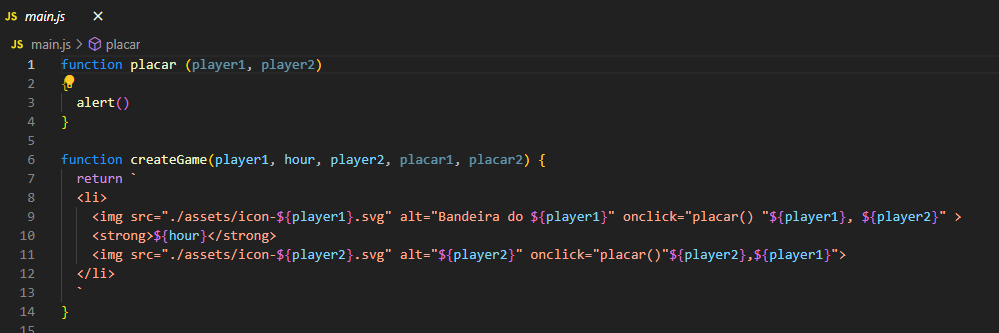 JS main.js ×
JS main.js > placar
1 function placar (player1, player2)
2 {
3 alert()
4 }
5
6 function createGame(player1, hour, player2, placar1, placar2) {
7 return `
8 <li>
9 <img src="./assets/icon-${player1}.svg" alt="Bandeira do ${player1}" onclick="placar() "${player1}, ${player2}" >
10 <strong>${hour}</strong>
11 <img src="./assets/icon-${player2}.svg" alt="${player2}" onclick="placar()"${player2},${player1}">
12 </li>
13 `
14 }
15